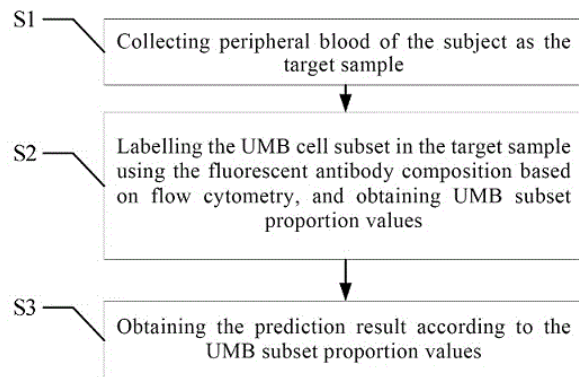 S1
Collecting peripheral blood of the subject as the
target sample
S2
Labelling the UMB cell subset in the target sample
using the fluorescent antibody composition based
on flow cytometry, and obtaining UMB subset
proportion values
S3
Obtaining the prediction result according to the
UMB subset proportion values